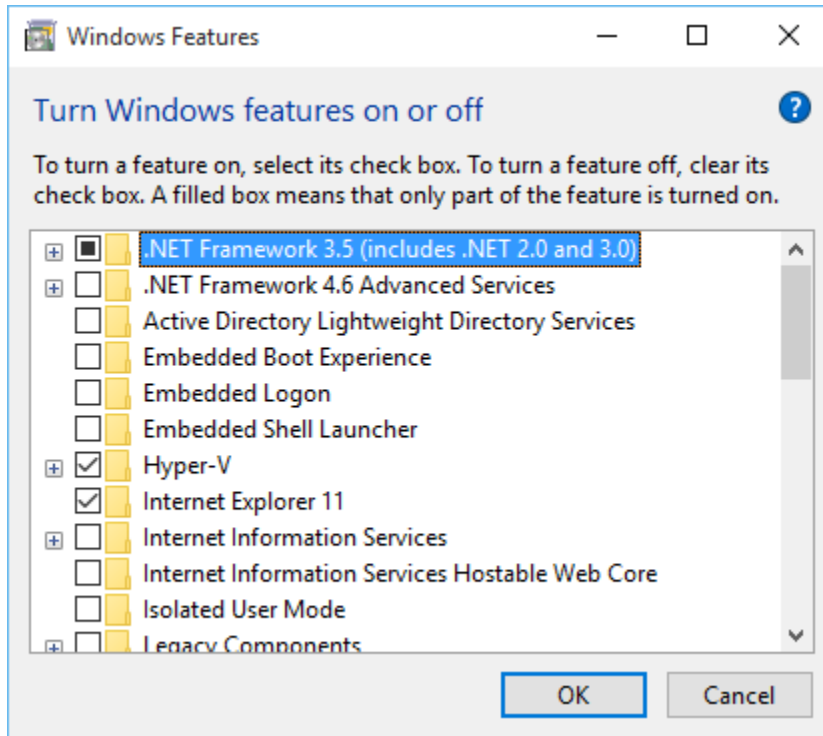 Windows Features
Turn Windows features on or off
?
To turn a feature on, select its check box. To turn a feature off, clear its
check box. A filled box means that only part of the feature is turned on.
.NET Framework 3.5 (includes .NET 2.0 and 3.0)
.NET Framework 4.6 Advanced Services
Active Directory Lightweight Directory Services
Embedded Boot Experience
Embedded Logon
Embedded Shell Launcher
Hyper-V
Internet Explorer 11
Internet Information Services
Internet Information Services Hostable Web Core
Isolated User Mode
Legacy Components
OK Cancel